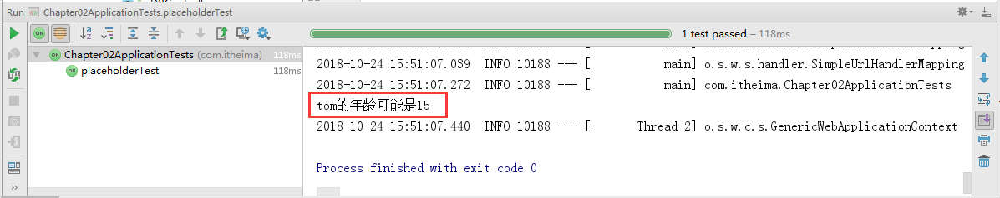 Run Chapter02ApplicationTests.placeholderTest
1 test passed – 118ms
Chapter02ApplicationTests (com.itheima) 118ms
placeholderTest 118ms
2018-10-24 15:51:07.039 INFO 10188 --- [ main] o.s.w.s.handler.SimpleUrlHandlerMapping
2018-10-24 15:51:07.272 INFO 10188 --- [ main] com.itheima.Chapter02ApplicationTests
tom的年龄可能是15
2018-10-24 15:51:07.440 INFO 10188 --- [ Thread-2] o.s.w.c.s.GenericWebApplicationContext
Process finished with exit code 0